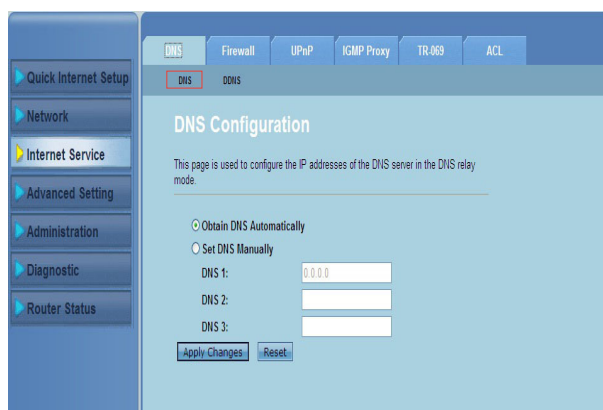 DNS Firewall UPnP IGMP Proxy TR-069 ACL
DNS DDNS
Quick Internet Setup
Network
Internet Service
Advanced Setting
Administration
Diagnostic
Router Status
DNS Configuration
This page is used to configure the IP addresses of the DNS server in the DNS relay
mode.
Obtain DNS Automatically
Set DNS Manually
DNS 1: 0.0.0.0
DNS 2:
DNS 3:
Apply Changes Reset